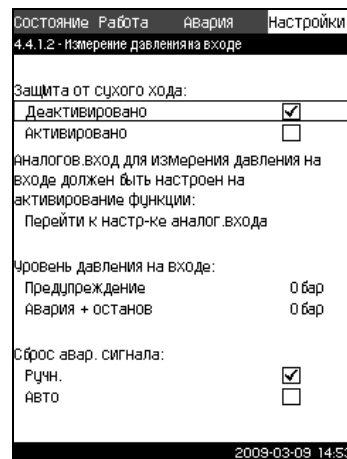 Состояние Работа Авария Настройки
4.4.1.2 - Измерение давления на входе
Защита от сухого хода:
Деактивировано
Активировано
Аналогов.вход для измерения давления на
входе должен быть настроен на
активирование функции:
Перейти к настр-ке аналог.входа
Уровень давления на входе:
Предупреждение 0 бар
Авария + останов 0 бар
Сброс авар. сигнала:
Ручн.
Авто
2009-03-09 14:53